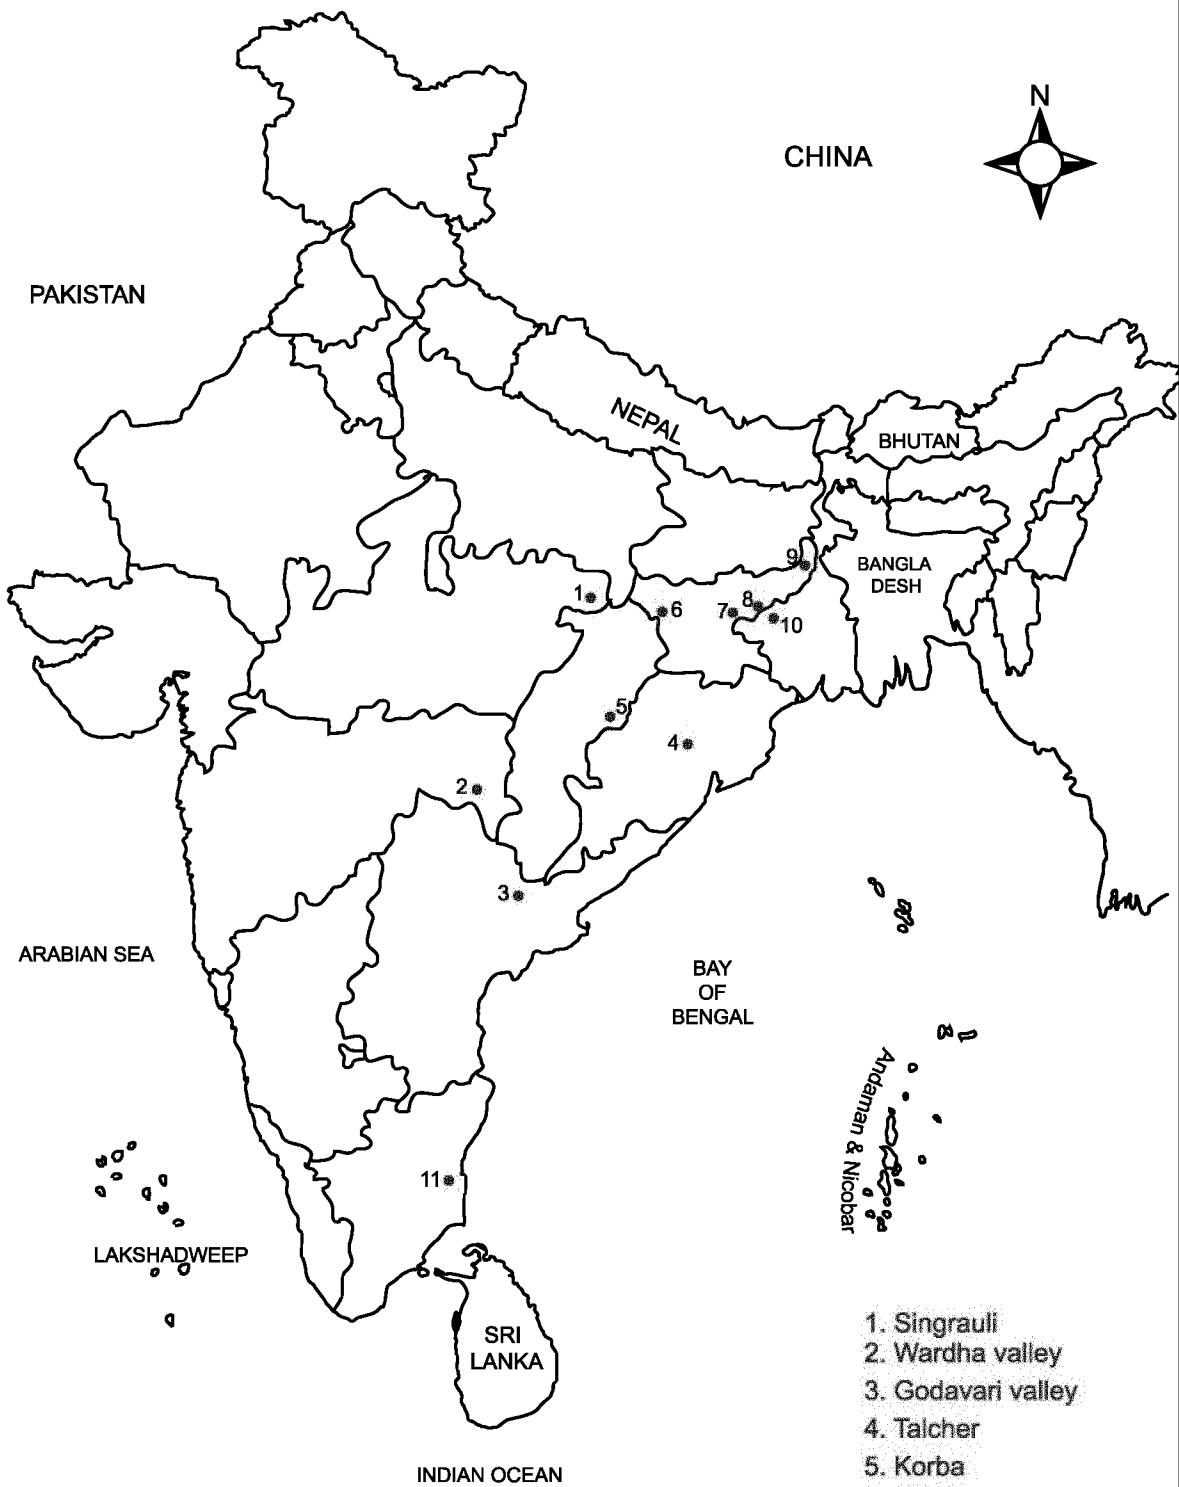 N
CHINA
PAKISTAN
NEPAL
BHUTAN
BANGLA
DESH
9
1
6
7
8
10
5
4
2
3
ARABIAN SEA
BAY
OF
BENGAL
Andaman & Nicobar
11
LAKSHADWEEP
SRI
LANKA
INDIAN OCEAN
1. Singrauli
2. Wardha valley
3. Godavari valley
4. Talcher
5. Korba